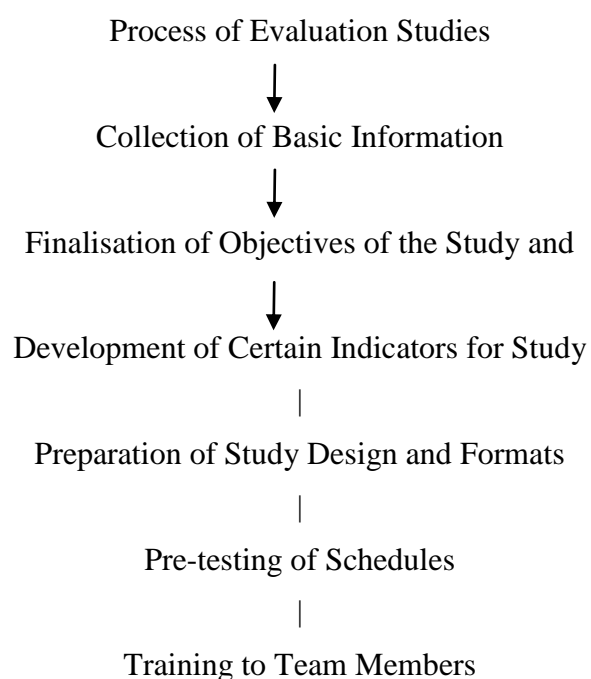 Process of Evaluation Studies
Collection of Basic Information
Finalisation of Objectives of the Study and
Development of Certain Indicators for Study
|
Preparation of Study Design and Formats
|
Pre-testing of Schedules
|
Training to Team Members